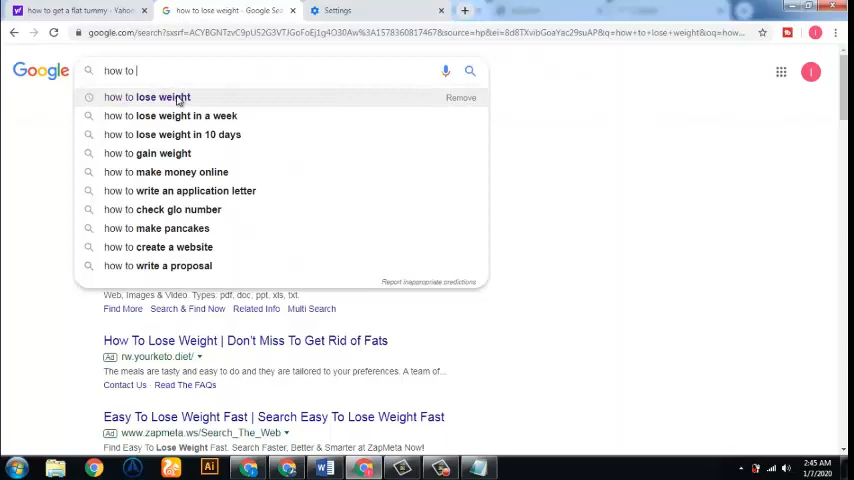 how to get a flat tummy - Yahoo
how to lose weight - Google Sea
Settings
google.com/search?sxsrf=ACYBGNTzvC9pUS2G3VTJGoFoEj1g4O30Aw%3A1578360817467&source=hp&ei=8d8TXvibGoaYac29suAP&q=how+to+lose+weight&oq=how...
Google
how to
how to lose weight
Remove
how to lose weight in a week
how to lose weight in 10 days
how to gain weight
how to make money online
how to write an application letter
how to check glo number
how to make pancakes
how to create a website
how to write a proposal
Report inappropriate predictions
Web, Images & Video. Types: pdf, doc, ppt, xls, txt.
Find More · Search & Find Now · Related Info · Multi Search
How To Lose Weight | Don't Miss To Get Rid of Fats
Ad rw.yourketo.diet/
The meals are tasty and easy to do and they are tailored to your preferences. A team of...
Contact Us · Read The FAQs
Easy To Lose Weight Fast | Search Easy To Lose Weight Fast
Ad www.zapmeta.ws/Search_The_Web
Find Easy To Lose Weight Fast. Search Faster, Better & Smarter at ZapMeta Now!
2:45 AM
1/7/2020